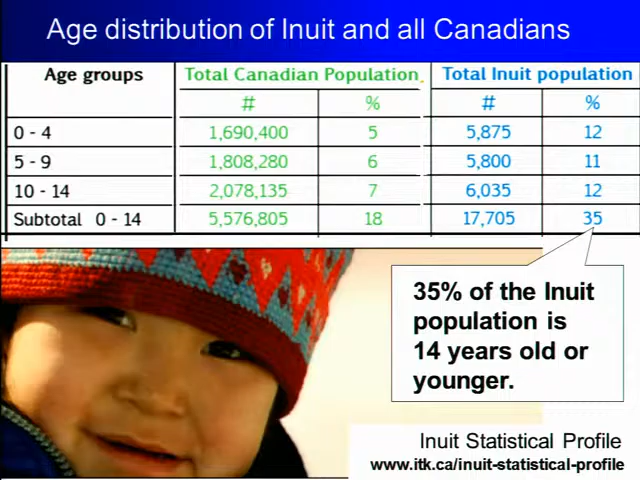 Age distribution of Inuit and all Canadians
Age groups Total Canadian Population Total Inuit population
# % # %
0 - 4 1,690,400 5 5,875 12
5 - 9 1,808,280 6 5,800 11
10 - 14 2,078,135 7 6,035 12
Subtotal 0 - 14 5,576,805 18 17,705 35
35% of the Inuit
population is
14 years old or
younger.
Inuit Statistical Profile
www.itk.ca/inuit-statistical-profile